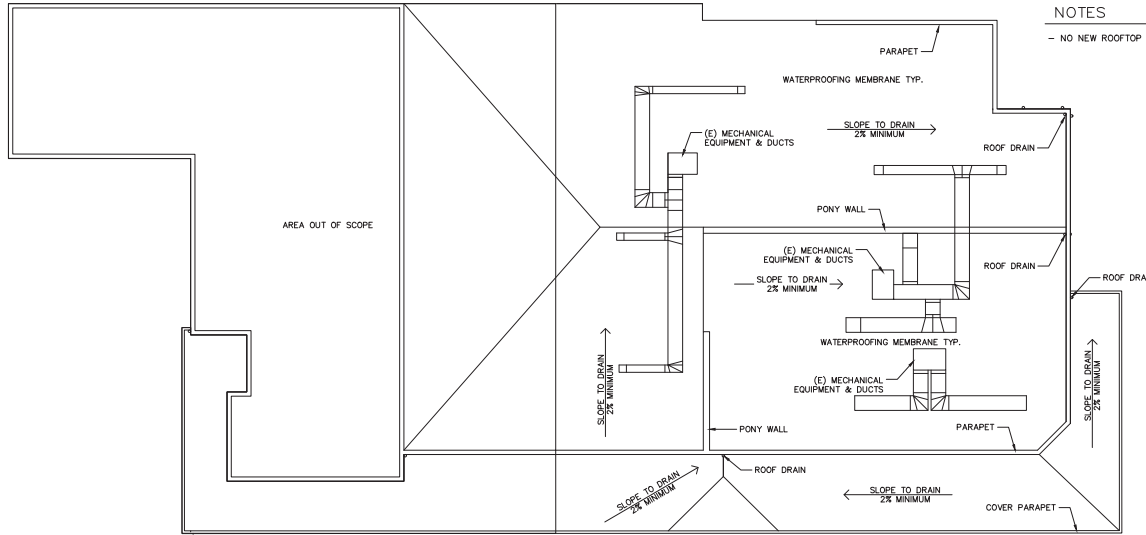 NOTES
- NO NEW ROOFTOP
PARAPET
WATERPROOFING MEMBRANE TYP.
SLOPE TO DRAIN
2% MINIMUM
(E) MECHANICAL
EQUIPMENT & DUCTS
ROOF DRAIN
PONY WALL
AREA OUT OF SCOPE
(E) MECHANICAL
EQUIPMENT & DUCTS
ROOF DRAIN
SLOPE TO DRAIN
2% MINIMUM
ROOF DRA
WATERPROOFING MEMBRANE TYP.
SLOPE TO DRAIN
2% MINIMUM
(E) MECHANICAL
EQUIPMENT & DUCTS
SLOPE TO DRAIN
2% MINIMUM
PONY WALL
PARAPET
ROOF DRAIN
SLOPE TO DRAIN
2% MINIMUM
SLOPE TO DRAIN
2% MINIMUM
COVER PARAPET